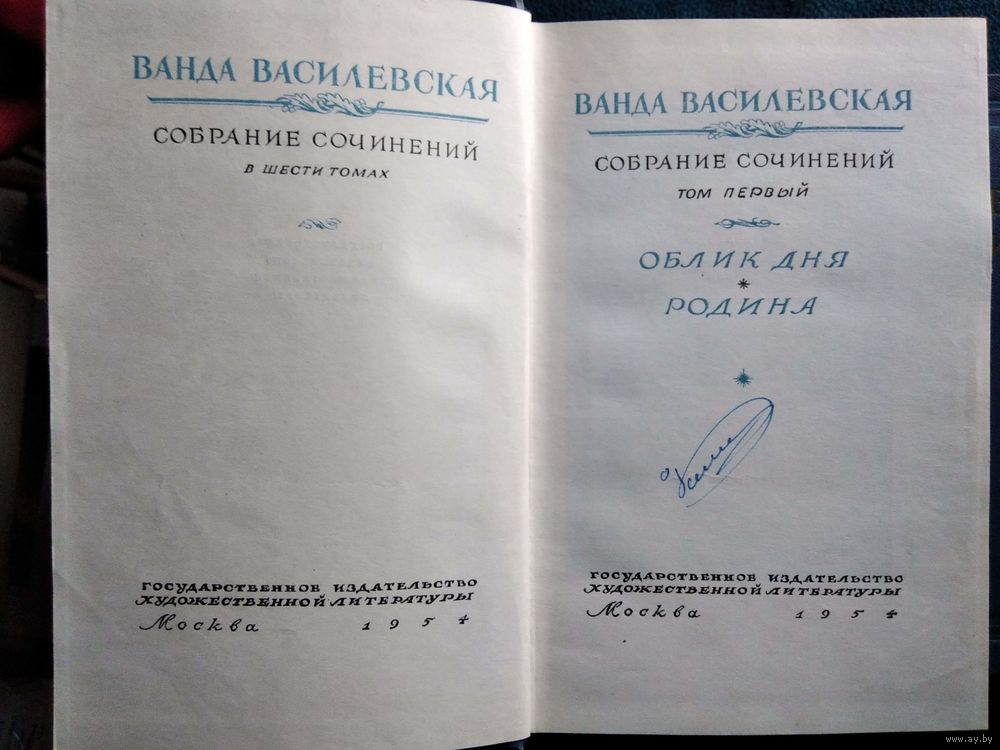 ВАНДА ВАСИЛЕВСКАЯ
СОБРАНИЕ СОЧИНЕНИЙ
В ШЕСТИ ТОМАХ
ГОСУДАРСТВЕННОЕ ИЗДАТЕЛЬСТВО
ХУДОЖЕСТВЕННОЙ ЛИТЕРАТУРЫ
Москва 1954
ВАНДА ВАСИЛЕВСКАЯ
СОБРАНИЕ СОЧИНЕНИЙ
ТОМ ПЕРВЫЙ
ОБЛИК ДНЯ
*
РОДИНА
ГОСУДАРСТВЕННОЕ ИЗДАТЕЛЬСТВО
ХУДОЖЕСТВЕННОЙ ЛИТЕРАТУРЫ
Москва 1954
www.ay.by